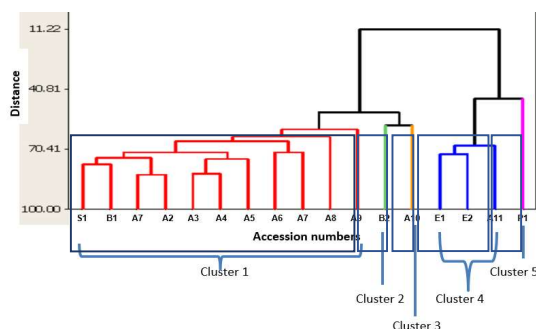 11.22
40.81
70.41
100.00
Distance
S1 B1 A7 A2 A3 A4 A5 A6 A7 A8 A9 B2 A10 E1 E2 A11 P1
Accession numbers
Cluster 1
Cluster 2
Cluster 4
Cluster 5
Cluster 3